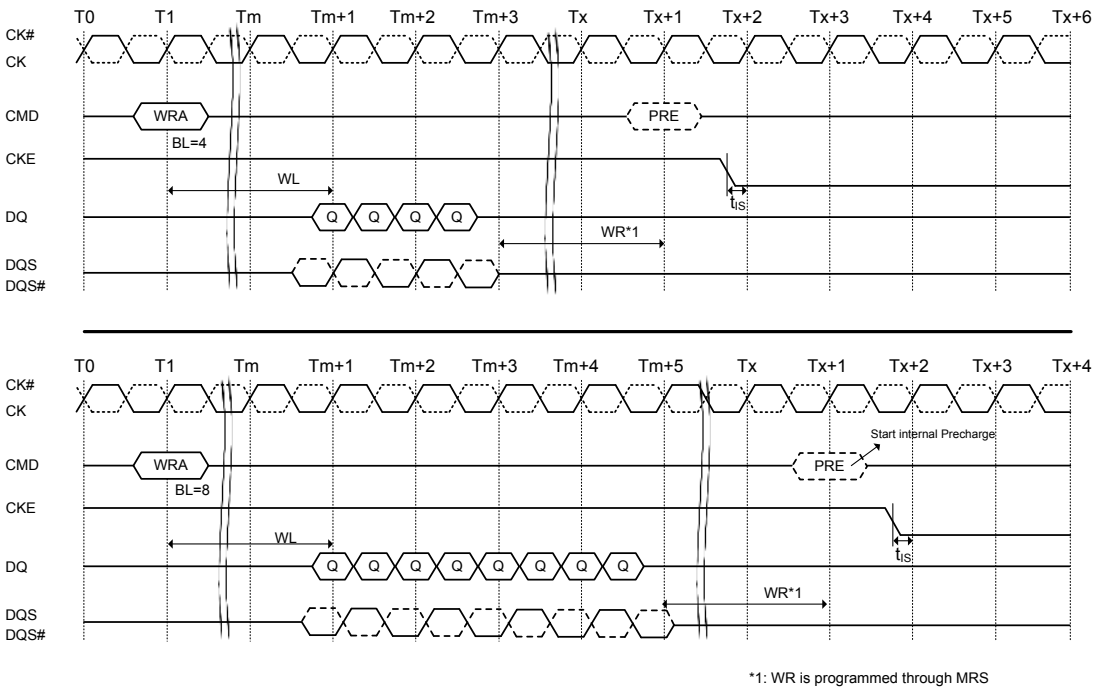 T0 T1 Tm Tm+1 Tm+2 Tm+3 Tx Tx+1 Tx+2 Tx+3 Tx+4 Tx+5 Tx+6
CK#
CK
CMD WRA PRE
BL=4
CKE
WL
tIS
DQ Q Q Q Q
WR*1
DQS
DQS#
T0 T1 Tm Tm+1 Tm+2 Tm+3 Tm+4 Tm+5 Tx Tx+1 Tx+2 Tx+3 Tx+4
CK#
CK
Start internal Precharge
CMD WRA PRE
BL=8
CKE
WL
tIS
DQ Q Q Q Q Q Q Q Q
WR*1
DQS
DQS#
*1: WR is programmed through MRS